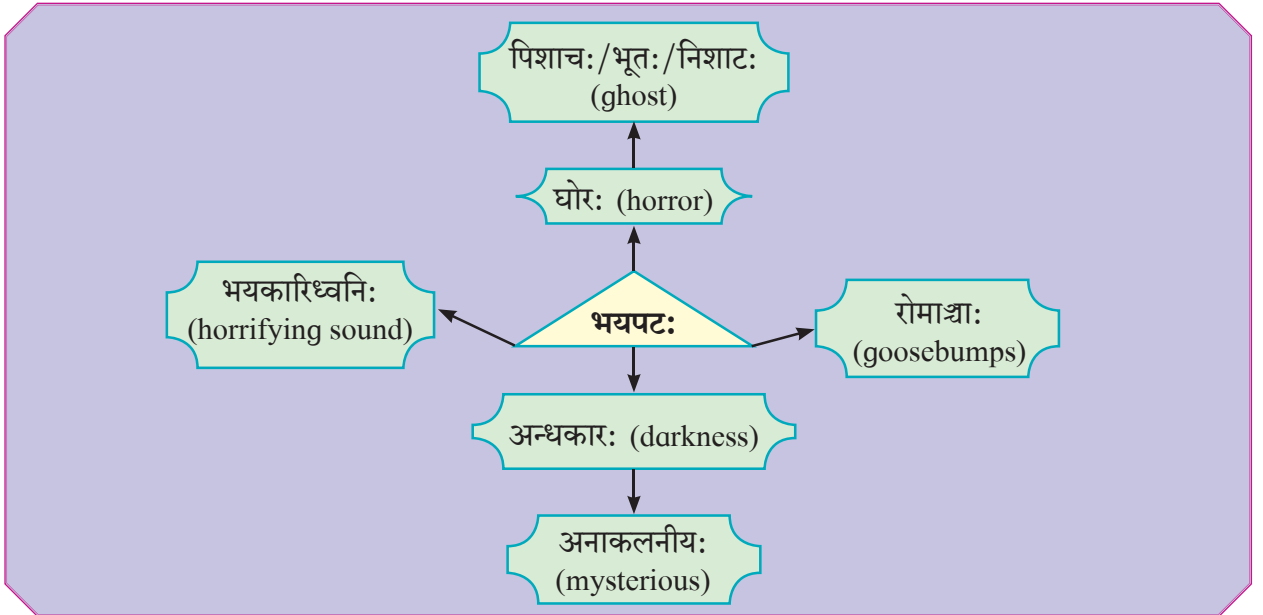 पिशाच:/भूत:/निशाट:
(ghost)
घोर: (horror)
भयकारिध्वनि:
(horrifying sound)
भयपट:
रोमाञ्चा:
(goosebumps)
अन्धकार: (darkness)
अनाकलनीय:
(mysterious)